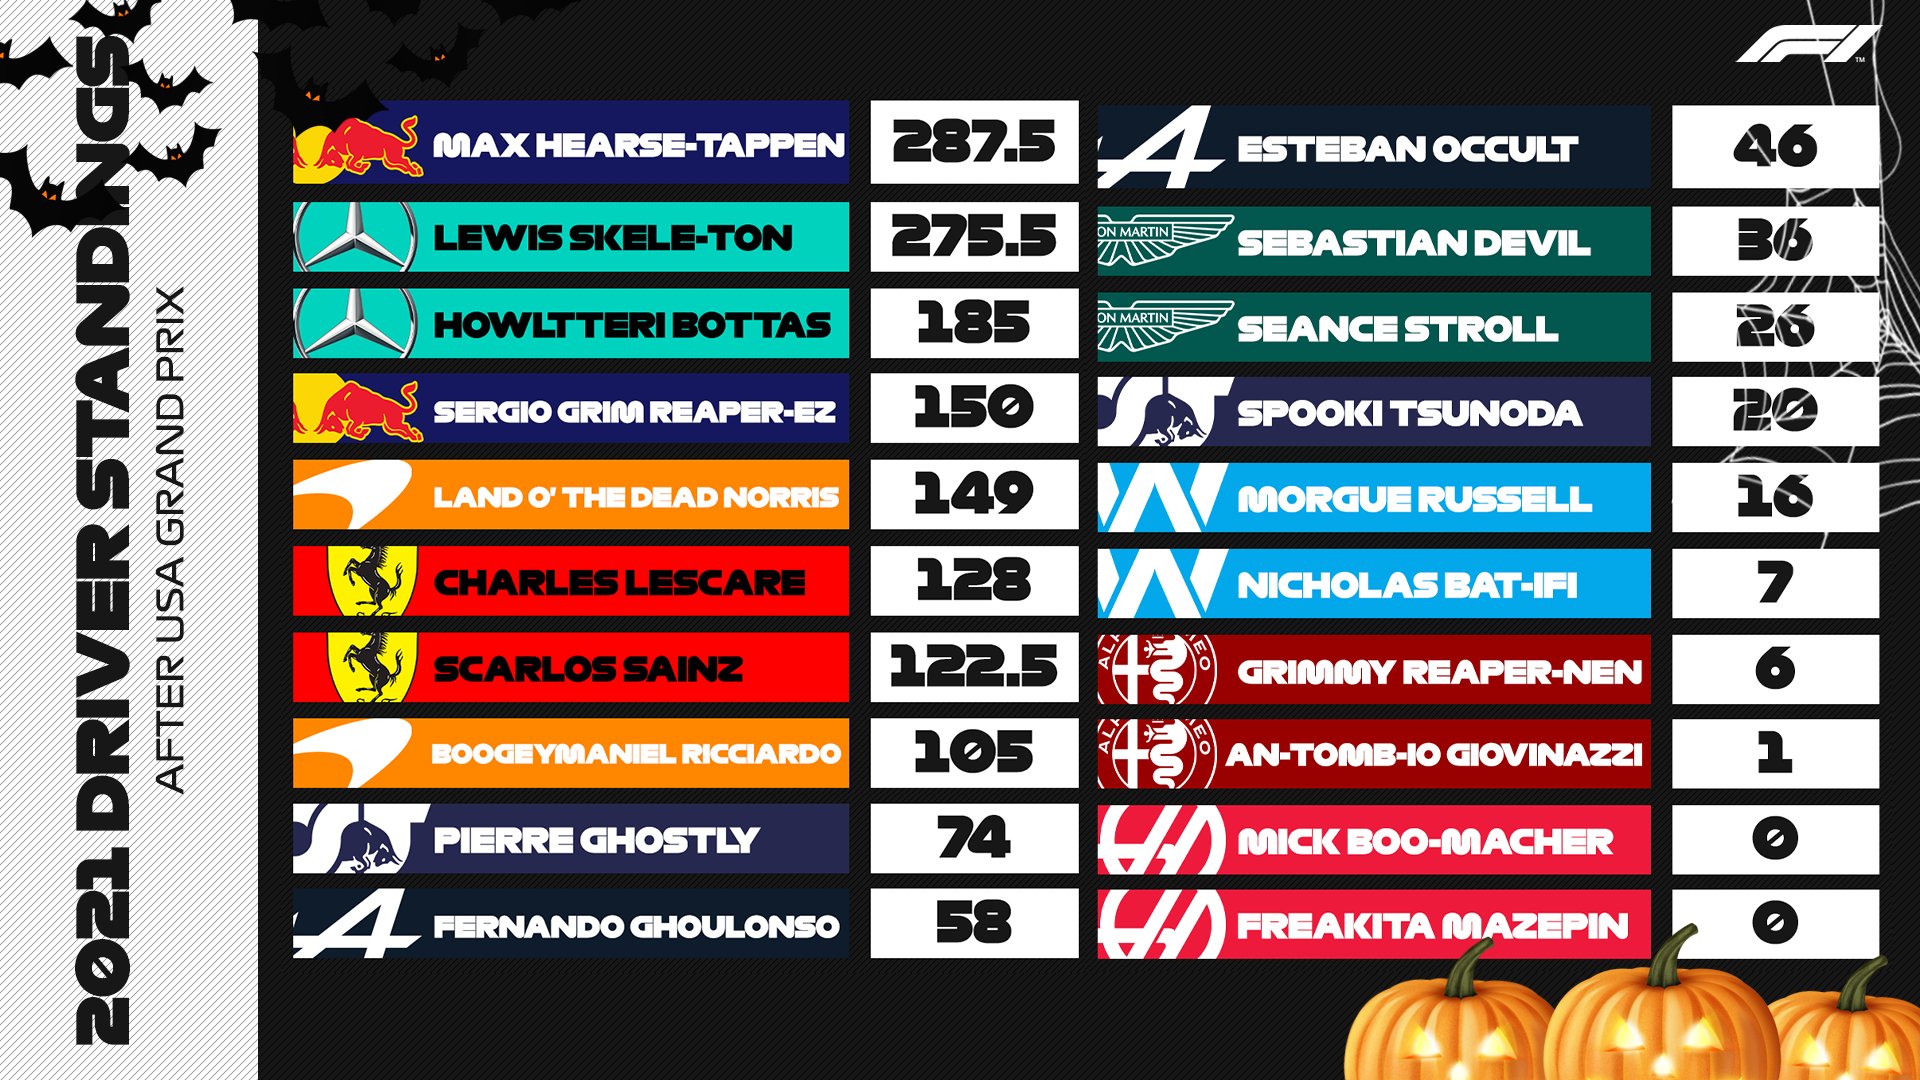 2021 DRIVER STANDINGS
AFTER USA GRAND PRIX
F1 ™
MAX HEARSE-TAPPEN 287.5
LEWIS SKELE-TON 275.5
HOWLTTERI BOTTAS 185
SERGIO GRIM REAPER-EZ 150
LAND O' THE DEAD NORRIS 149
CHARLES LESCARE 128
SCARLOS SAINZ 122.5
BOOGEYMANIEL RICCIARDO 105
PIERRE GHOSTLY 74
FERNANDO GHOULONSO 58
ESTEBAN OCCULT 46
ON MARTIN SEBASTIAN DEVIL 36
ON MARTIN SEANCE STROLL 26
SPOOKI TSUNODA 20
MORGUE RUSSELL 16
NICHOLAS BAT-IFI 7
GRIMMY REAPER-NEN 6
AN-TOMB-IO GIOVINAZZI 1
MICK BOO-MACHER 0
FREAKITA MAZEPIN 0